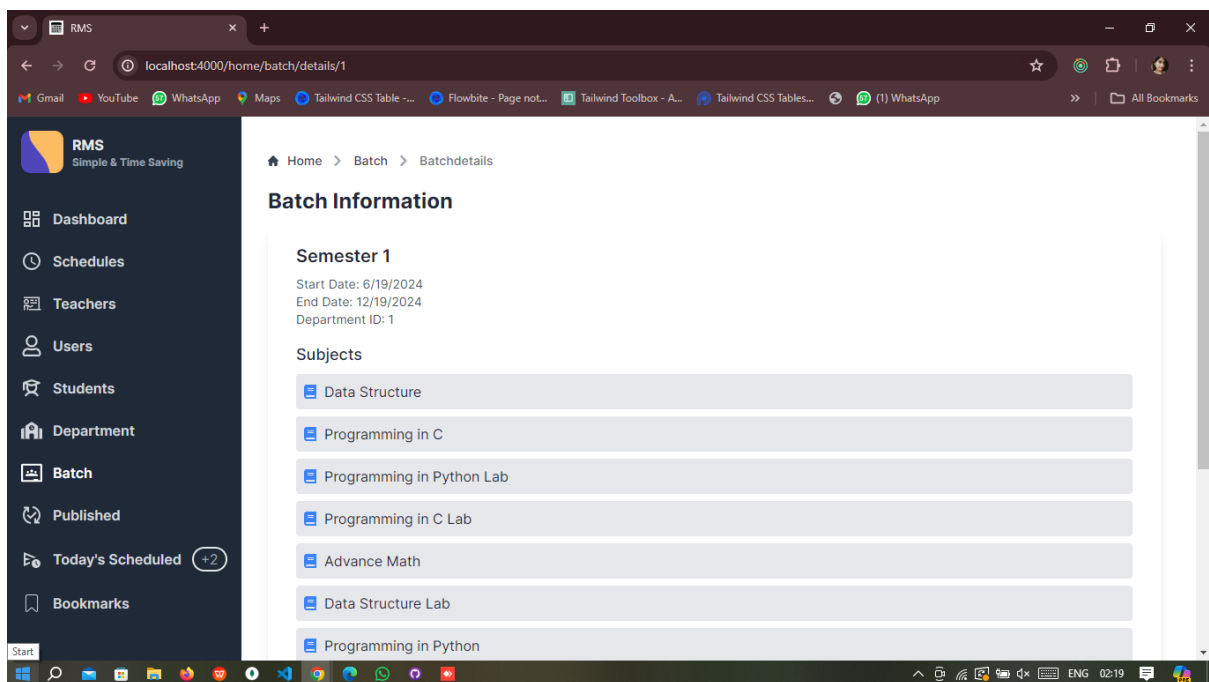 RMS
localhost:4000/home/batch/details/1
Gmail YouTube WhatsApp Maps Tailwind CSS Table -... Flowbite - Page not... Tailwind Toolbox - A... Tailwind CSS Tables... (1) WhatsApp All Bookmarks
RMS
Simple & Time Saving
Dashboard
Schedules
Teachers
Users
Students
Department
Batch
Published
Today's Scheduled +2
Bookmarks
Home > Batch > Batchdetails
Batch Information
Semester 1
Start Date: 6/19/2024
End Date: 12/19/2024
Department ID: 1
Subjects
Data Structure
Programming in C
Programming in Python Lab
Programming in C Lab
Advance Math
Data Structure Lab
Programming in Python
Start
ENG 02:19